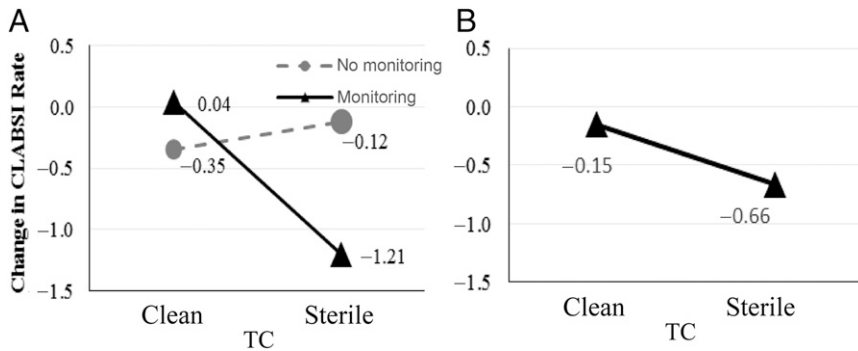 A
Change in CLABSI Rate
0.5
0.0
−0.5
−1.0
−1.5
No monitoring
Monitoring
0.04
−0.35
−0.12
−1.21
Clean
Sterile
TC
B
0.5
0.0
−0.5
−1.0
−1.5
−0.15
−0.66
Clean
Sterile
TC